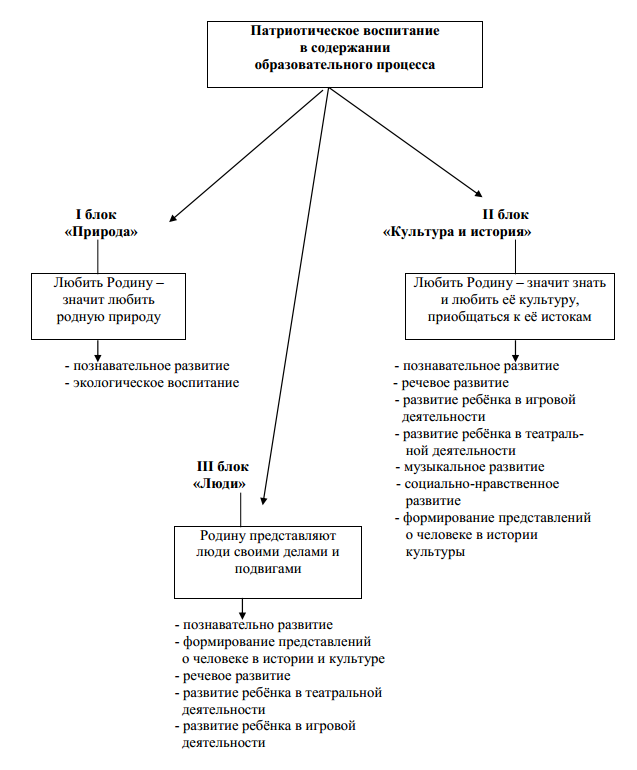 Патриотическое воспитание
в содержании
образовательного процесса
I блок
«Природа»
Любить Родину –
значит любить
родную природу
- познавательное развитие
- экологическое воспитание
II блок
«Культура и история»
Любить Родину – значит знать
и любить её культуру,
приобщаться к её истокам
- познавательное развитие
- речевое развитие
- развитие ребёнка в игровой
деятельности
- развитие ребёнка в театраль-
ной деятельности
- музыкальное развитие
- социально-нравственное
развитие
- формирование представлений
о человеке в истории
культуры
III блок
«Люди»
Родину представляют
люди своими делами и
подвигами
- познавательно развитие
- формирование представлений
о человеке в истории и культуре
- речевое развитие
- развитие ребёнка в театральной
деятельности
- развитие ребёнка в игровой
деятельности